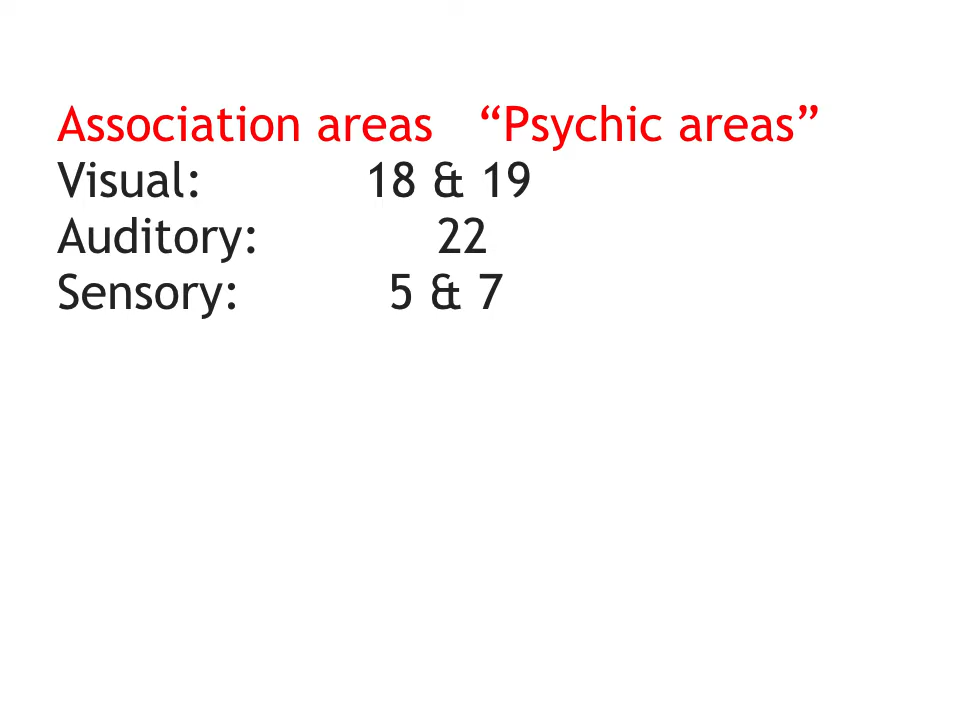 Association areas “Psychic areas”
Visual: 18 & 19
Auditory: 22
Sensory: 5 & 7